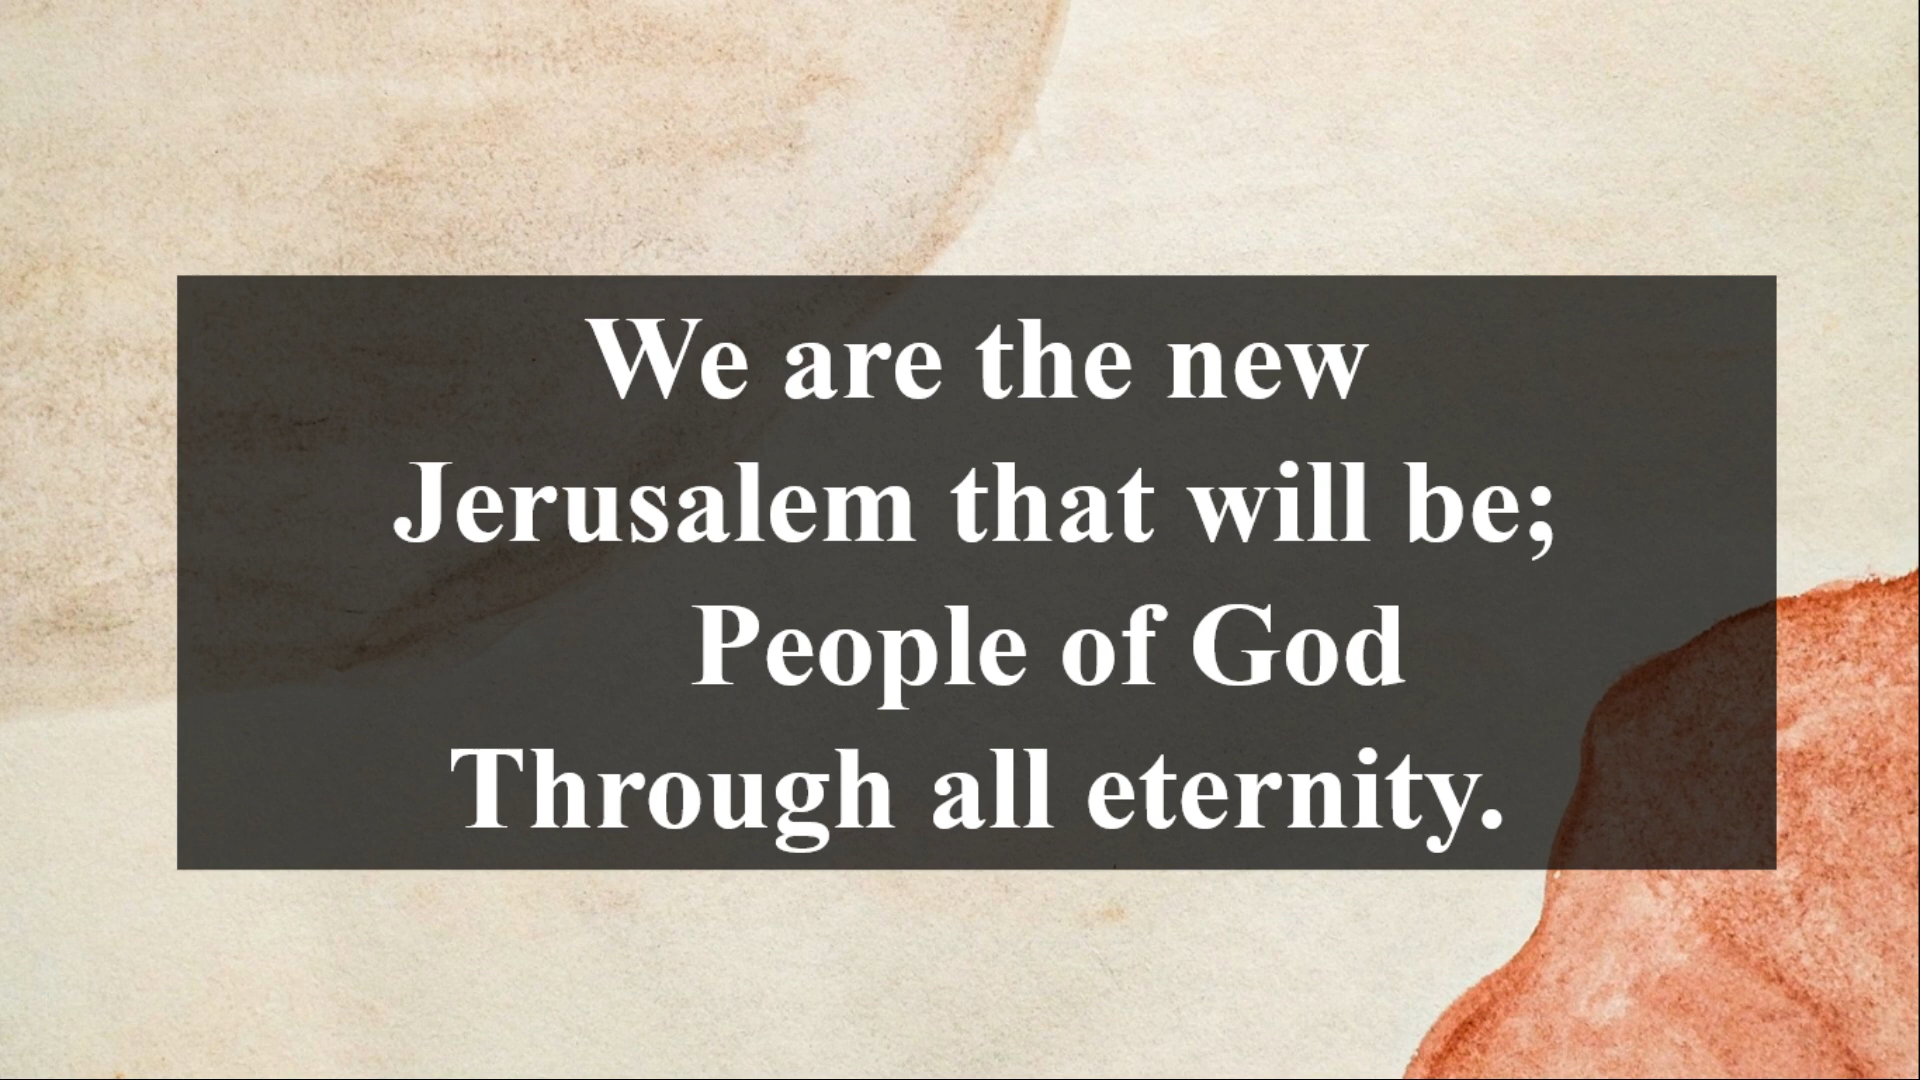 We are the new
Jerusalem that will be;
People of God
Through all eternity.